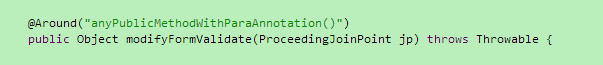 @Around("anyPublicMethodWithParaAnnotation()")
public Object modifyFormValidate(ProceedingJoinPoint jp) throws Throwable {